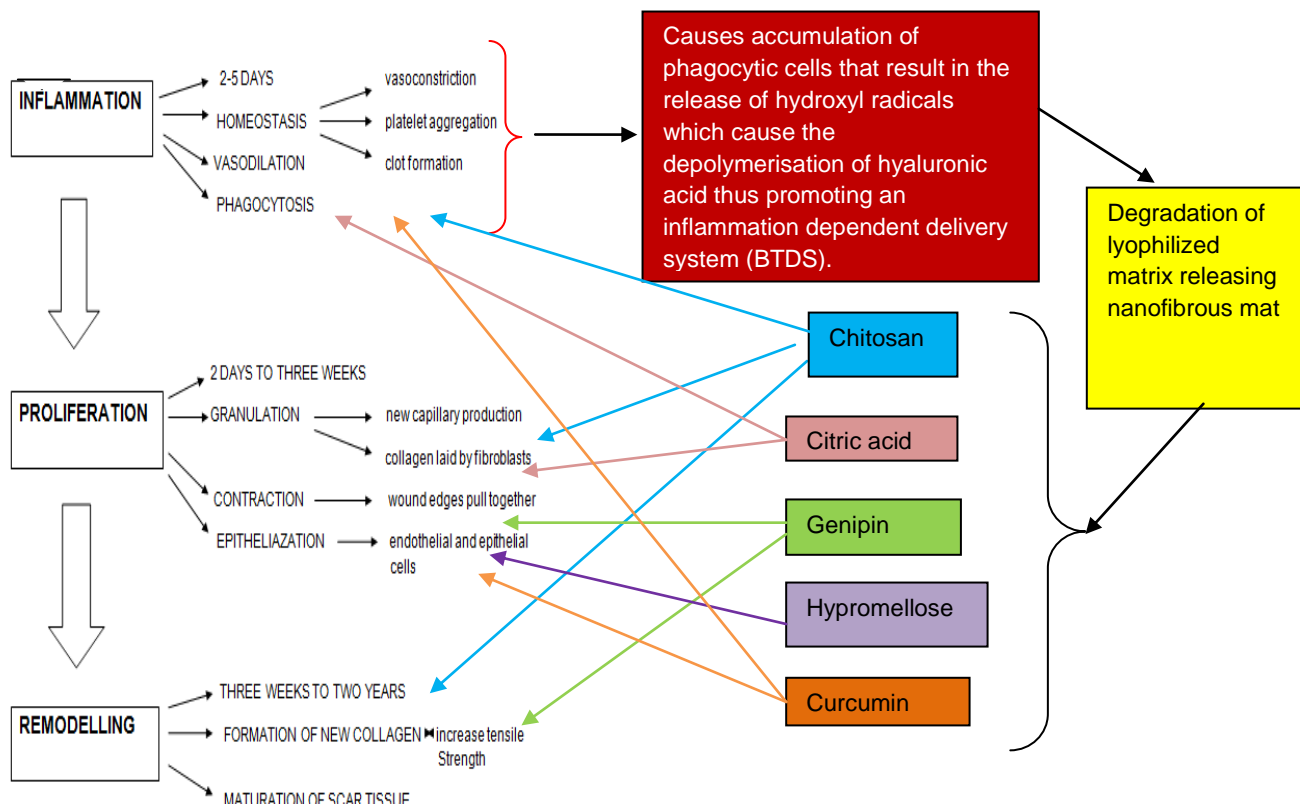 INFLAMMATION
2-5 DAYS
HOMEOSTASIS
VASODILATION
PHAGOCYTOSIS
vasoconstriction
platelet aggregation
clot formation
Causes accumulation of
phagocytic cells that result in the
release of hydroxyl radicals
which cause the
depolymerisation of hyaluronic
acid thus promoting an
inflammation dependent delivery
system (BTDS).
Degradation of
lyophilized
matrix releasing
nanofibrous mat
PROLIFERATION
2 DAYS TO THREE WEEKS
GRANULATION
new capillary production
collagen laid by fibroblasts
CONTRACTION
wound edges pull together
EPITHELIAZATION
endothelial and epithelial
cells
Chitosan
Citric acid
Genipin
Hypromellose
Curcumin
REMODELLING
THREE WEEKS TO TWO YEARS
FORMATION OF NEW COLLAGEN
increase tensile
Strength
MATURATION OF SCAR TISSUE